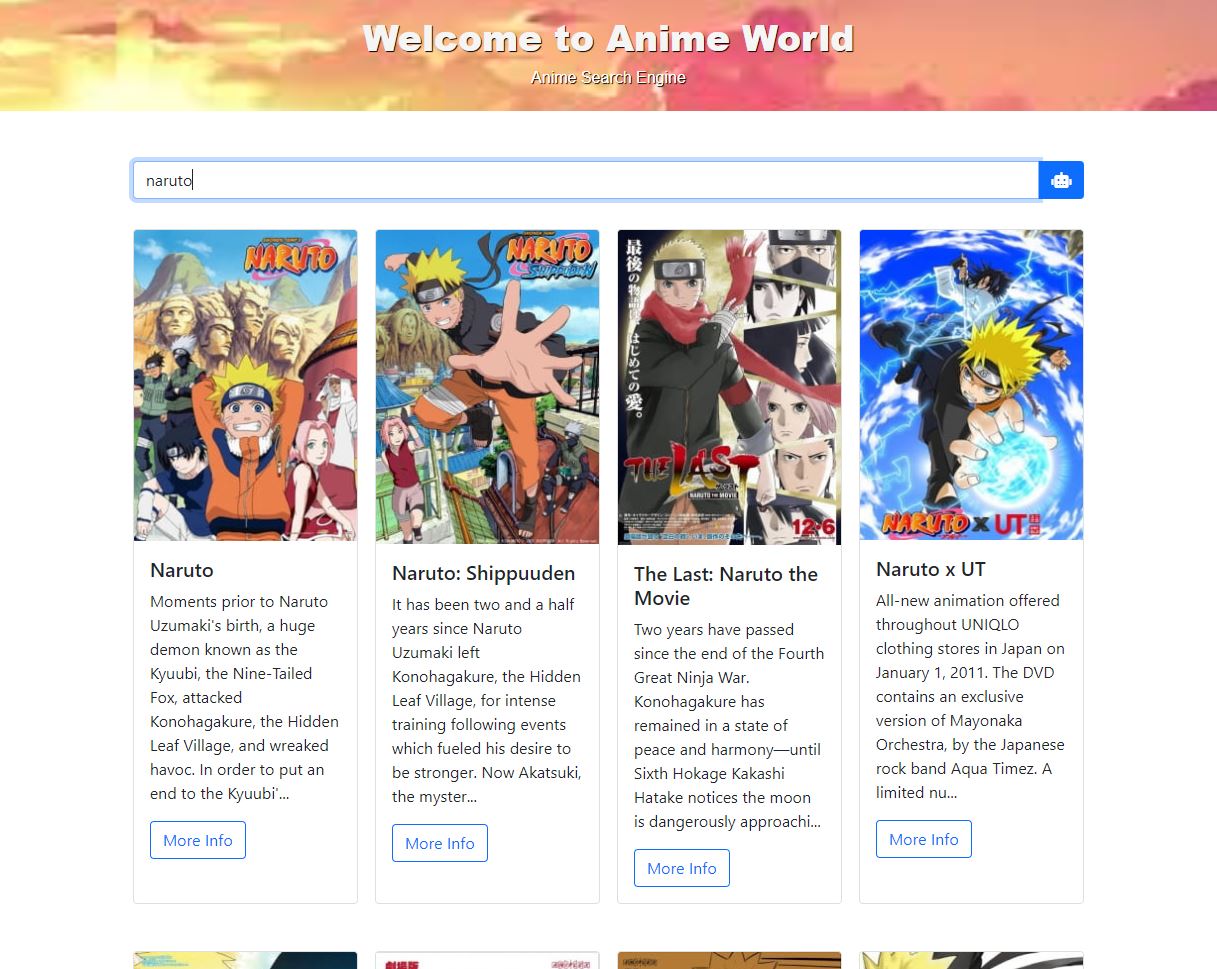 Welcome to Anime World
Anime Search Engine
naruto
NARUTO
Naruto
Moments prior to Naruto
Uzumaki's birth, a huge
demon known as the
Kyuubi, the Nine-Tailed
Fox, attacked
Konohagakure, the Hidden
Leaf Village, and wreaked
havoc. In order to put an
end to the Kyuubi'...
More Info
NARUTO
SHIPPUDEN
Naruto: Shippuuden
It has been two and a half
years since Naruto
Uzumaki left
Konohagakure, the Hidden
Leaf Village, for intense
training following events
which fueled his desire to
be stronger. Now Akatsuki,
the myster...
More Info
最後の物語は、はじめての愛。
THE LAST
NARUTO THE MOVIE
12.6
The Last: Naruto the
Movie
Two years have passed
since the end of the Fourth
Great Ninja War.
Konohagakure has
remained in a state of
peace and harmony—until
Sixth Hokage Kakashi
Hatake notices the moon
is dangerously approachi...
More Info
NARUTO X UT
Naruto x UT
All-new animation offered
throughout UNIQLO
clothing stores in Japan on
January 1, 2011. The DVD
contains an exclusive
version of Mayonaka
Orchestra, by the Japanese
rock band Aqua Timez. A
limited nu...
More Info
劇場版